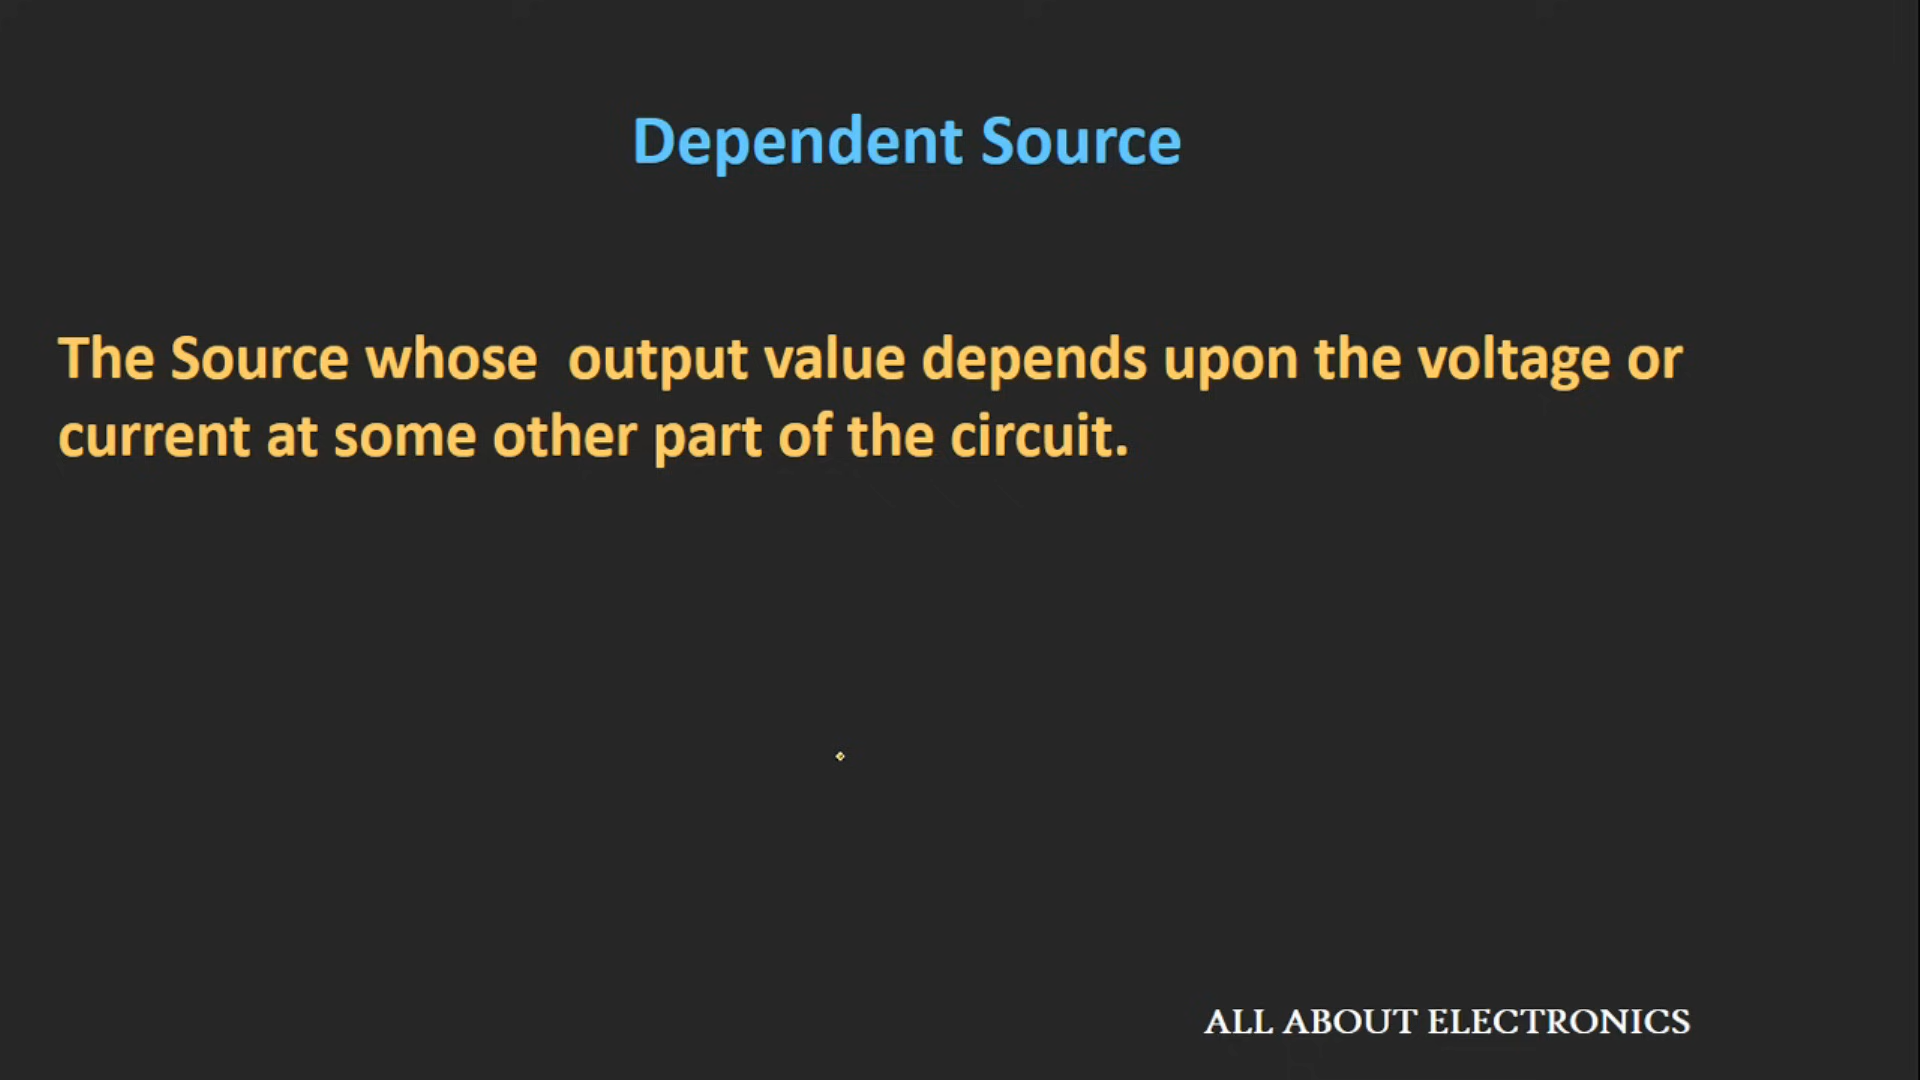 Dependent Source
The Source whose  output value depends upon the voltage or
current at some other part of the circuit.
ALL ABOUT ELECTRONICS